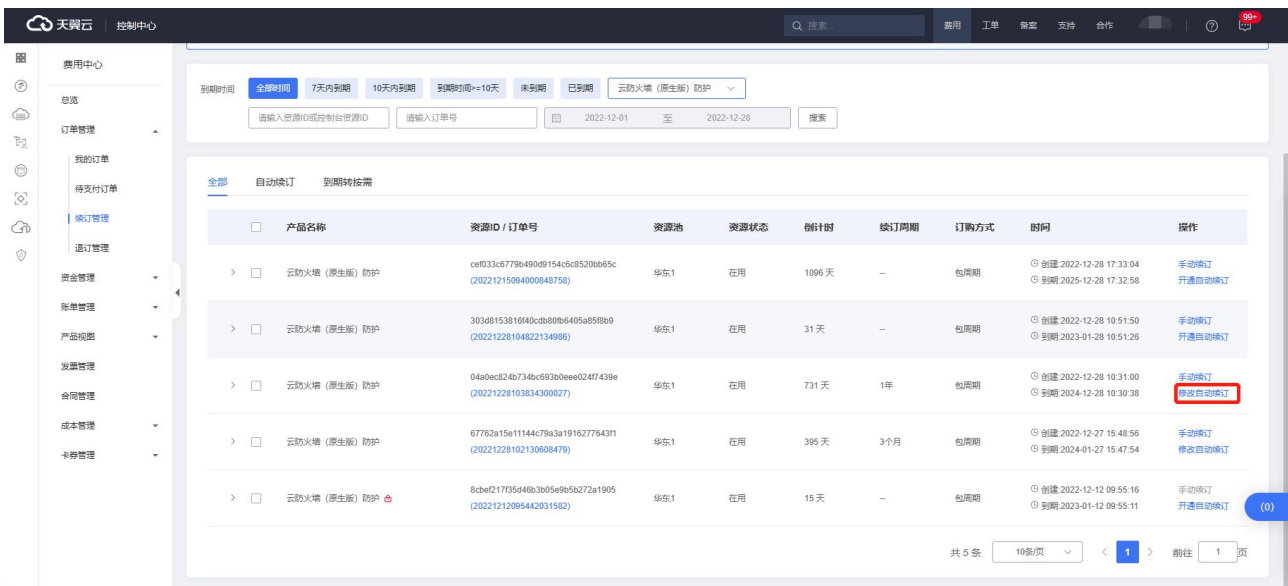 天翼云 控制中心 搜索... 费用 工单 备案 支持 合作 99+
费用中心
总览
订单管理
我的订单
待支付订单
续订管理
退订管理
资金管理
账单管理
产品视图
发票管理
合同管理
成本管理
卡券管理
到期时间 全部时间 7天内到期 10天内到期 到期时间>=10天 未到期 已到期 云防火墙（原生版）防护
请输入资源ID或控制台资源ID 请输入订单号 2022-12-01 至 2022-12-28 搜索
全部 自动续订 到期转按需
产品名称 资源ID / 订单号 资源池 资源状态 倒计时 续订周期 订购方式 时间 操作
云防火墙（原生版）防护 cef033c6779b490d9154c6c8520bb65c 华东1 在用 1096 天 -- 包周期 创建:2022-12-28 17:33:04 手动续订
(20221215094000848758) 到期:2025-12-28 17:32:58 开通自动续订
云防火墙（原生版）防护 303d8153816f40cdb80fb6405a85f8b9 华东1 在用 31 天 -- 包周期 创建:2022-12-28 10:51:50 手动续订
(20221228104822134986) 到期:2023-01-28 10:51:26 开通自动续订
云防火墙（原生版）防护 04a0ec824b734bc693b0eee024f7439e 华东1 在用 731 天 1年 包周期 创建:2022-12-28 10:31:00 手动续订
(20221228103834300027) 到期:2024-12-28 10:30:38 修改自动续订
云防火墙（原生版）防护 67762a15e11144c79a3a1916277643f1 华东1 在用 395 天 3个月 包周期 创建:2022-12-27 15:48:56 手动续订
(20221228102130608479) 到期:2024-01-27 15:47:54 修改自动续订
云防火墙（原生版）防护 8cbef217f35d46b3b05e9b5b272a1905 华东1 在用 15 天 -- 包周期 创建:2022-12-12 09:55:16 手动续订
(20221212095442031582) 到期:2023-01-12 09:55:11 开通自动续订
(0)
共 5 条 10条/页 1 前往 1 页